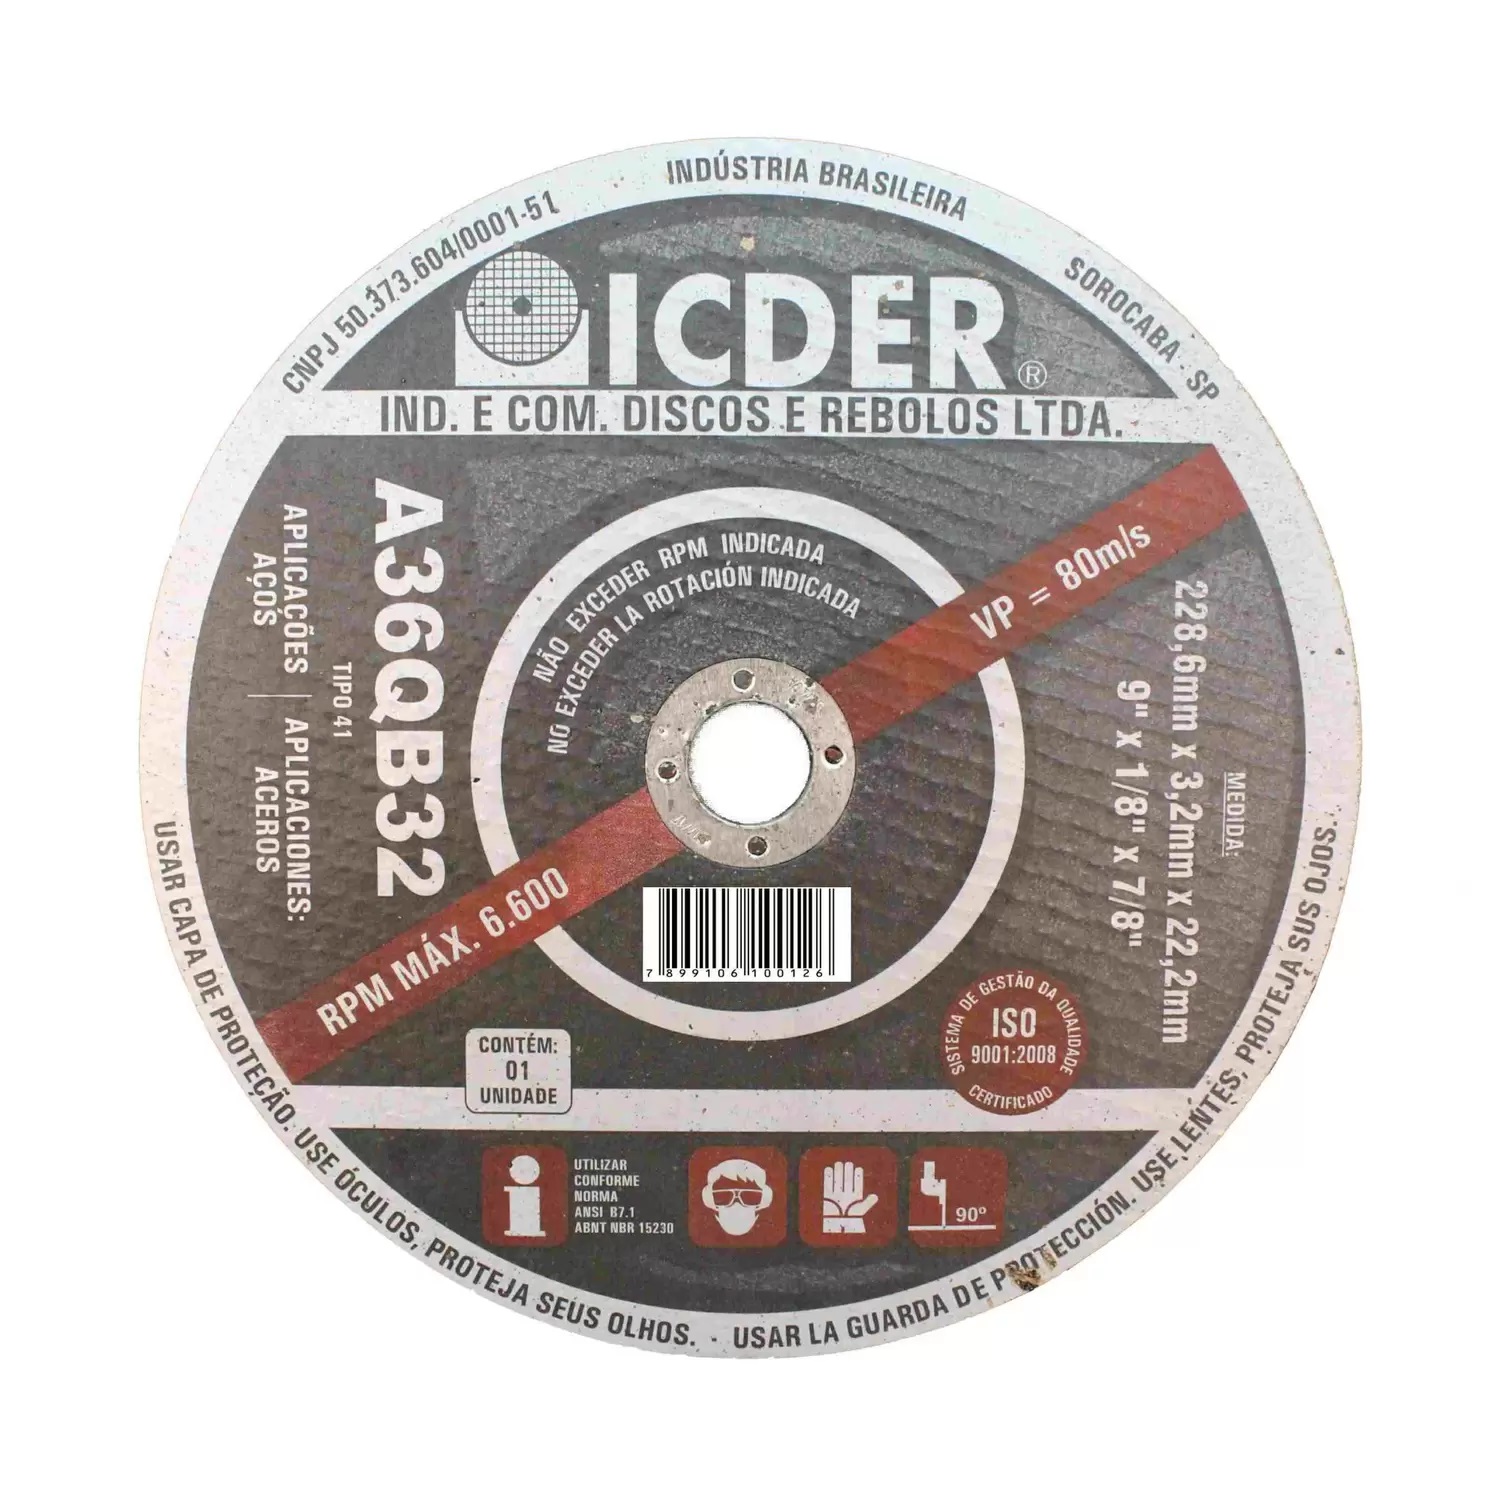 CNPJ 50.373.604/0001-51
INDÚSTRIA BRASILEIRA
SOROCABA - SP
ICDER®
IND. E COM. DISCOS E REBOLOS LTDA.
A36QB32
TIPO 41
APLICAÇÕES | APLICACIONES:
AÇOS ACEROS
NÃO EXCEDER RPM INDICADA
NO EXCEDER LA ROTACIÓN INDICADA
VP = 80m/s
RPM MÁX. 6.600
MEDIDA:
228,6mm x 3,2mm x 22,2mm
9" x 1/8" x 7/8"
7 899106 100126
CONTÉM:
01
UNIDADE
SISTEMA DE GESTÃO DA QUALIDADE
ISO
9001:2008
CERTIFICADO
UTILIZAR
CONFORME
NORMA
ANSI B7.1
ABNT NBR 15230
90º
USAR CAPA DE PROTEÇÃO. USE ÓCULOS, PROTEJA SEUS OLHOS. - USAR LA GUARDA DE PROTECCIÓN. USE LENTES, PROTEJA SUS OJOS.